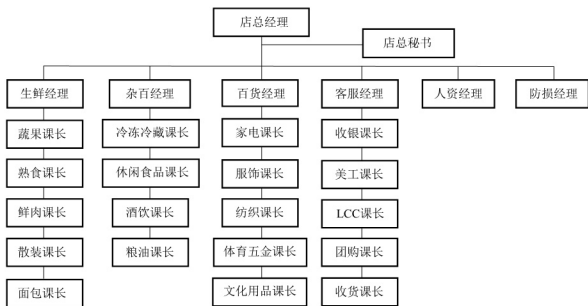 店总经理
店总秘书
生鲜经理
杂百经理
百货经理
客服经理
人资经理
防损经理
蔬果课长
冷冻冷藏课长
家电课长
收银课长
熟食课长
休闲食品课长
服饰课长
美工课长
鲜肉课长
酒饮课长
纺织课长
LCC课长
散装课长
粮油课长
体育五金课长
团购课长
面包课长
文化用品课长
收货课长